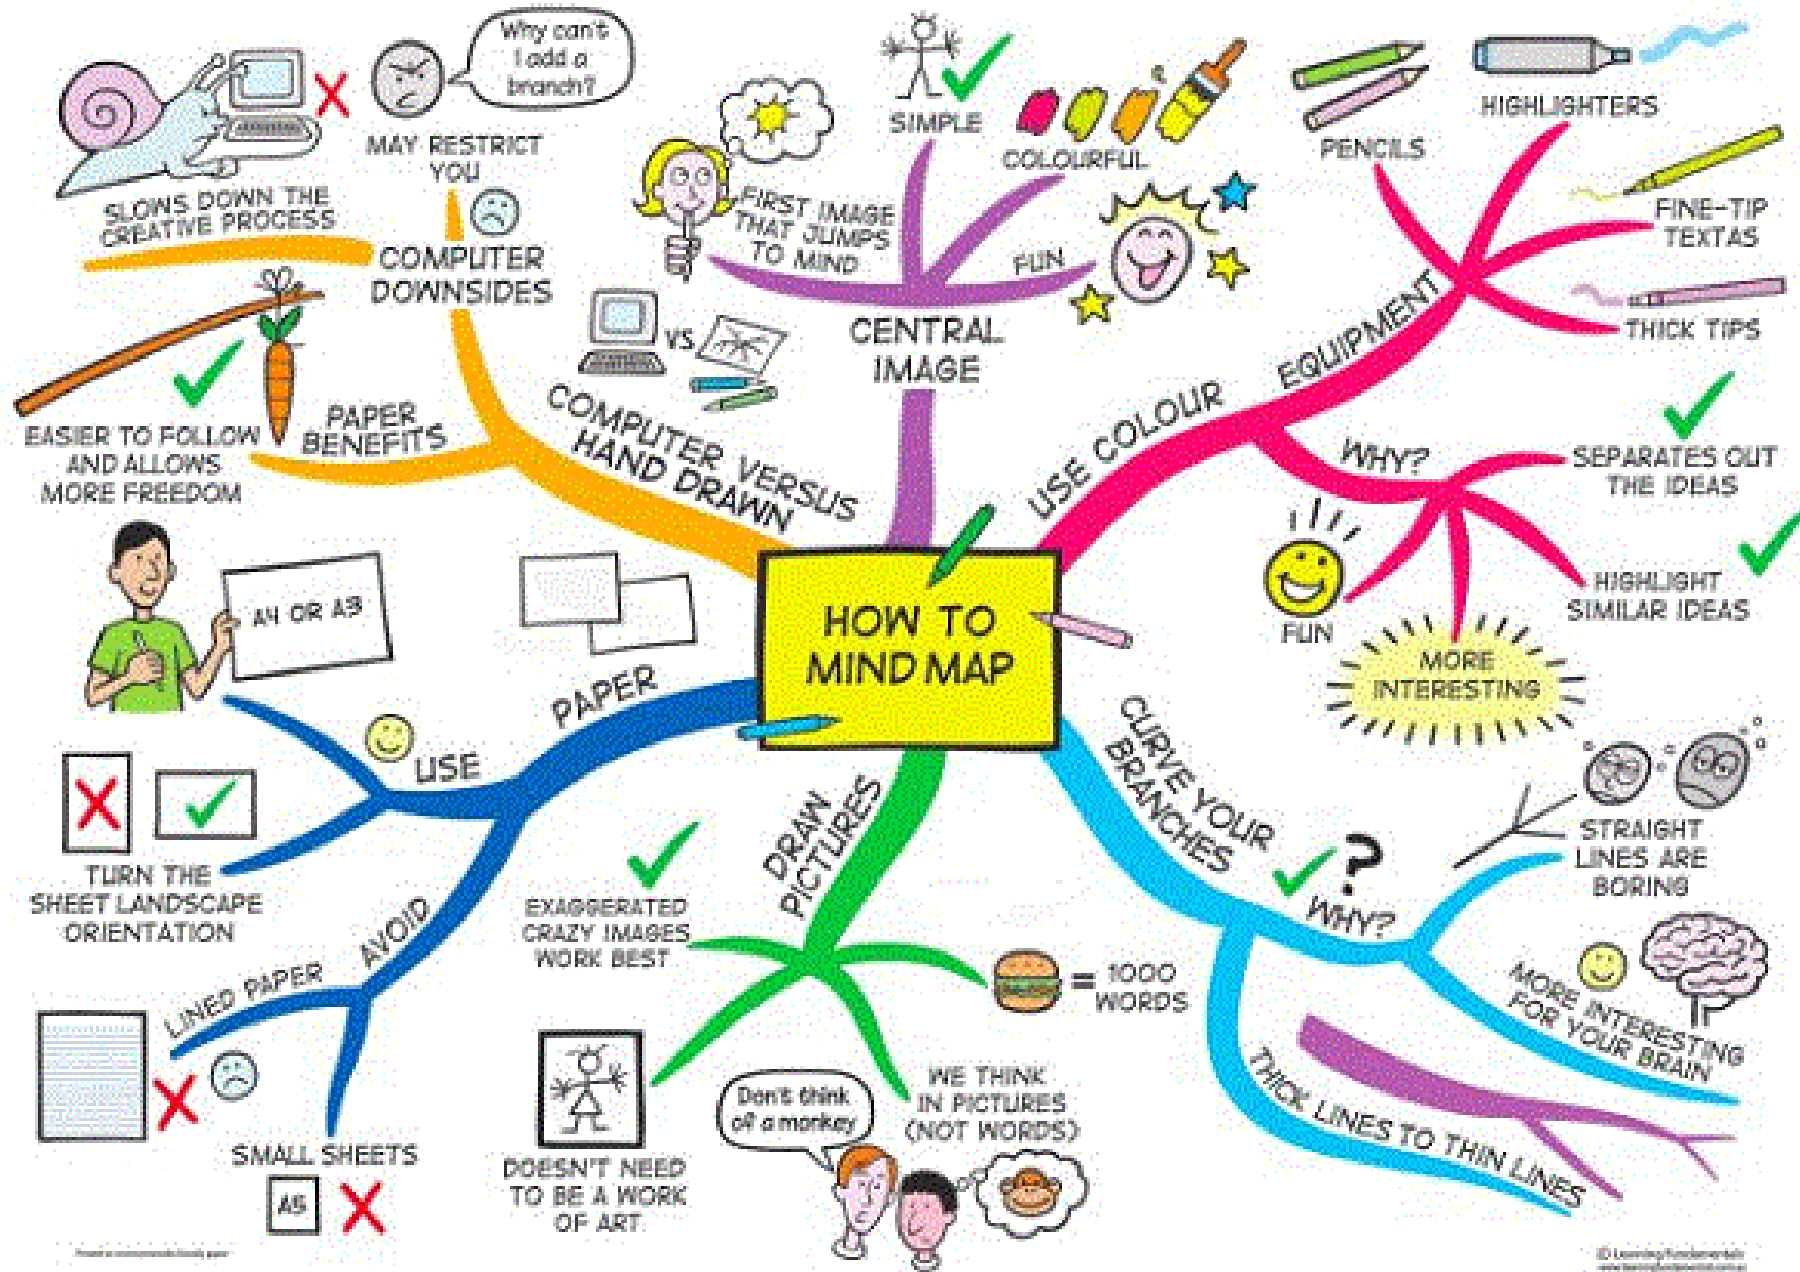 Why can't
I add a
branch?
MAY RESTRICT
YOU
SLOWS DOWN THE
CREATIVE PROCESS
COMPUTER
DOWNSIDES
EASIER TO FOLLOW
AND ALLOWS
MORE FREEDOM
PAPER
BENEFITS
VS
COMPUTER VERSUS
HAND DRAWN
FIRST IMAGE
THAT JUMPS
TO MIND
SIMPLE
COLOURFUL
FUN
CENTRAL
IMAGE
PENCILS
HIGHLIGHTERS
FINE-TIP
TEXTAS
THICK TIPS
EQUIPMENT
USE COLOUR
WHY?
SEPARATES OUT
THE IDEAS
HIGHLIGHT
SIMILAR IDEAS
FUN
MORE
INTERESTING
HOW TO
MIND MAP
A4 OR A3
PAPER
USE
TURN THE
SHEET LANDSCAPE
ORIENTATION
AVOID
LINED PAPER
SMALL SHEETS
A5
DRAW
PICTURES
EXAGGERATED
CRAZY IMAGES
WORK BEST
= 1000
WORDS
DOESN'T NEED
TO BE A WORK
OF ART
Don't think
of a monkey
WE THINK
IN PICTURES
(NOT WORDS)
CURVE YOUR
BRANCHES
?
WHY?
STRAIGHT
LINES ARE
BORING
MORE INTERESTING
FOR YOUR BRAIN
THICK LINES TO THIN LINES
© Learning Fundamentals